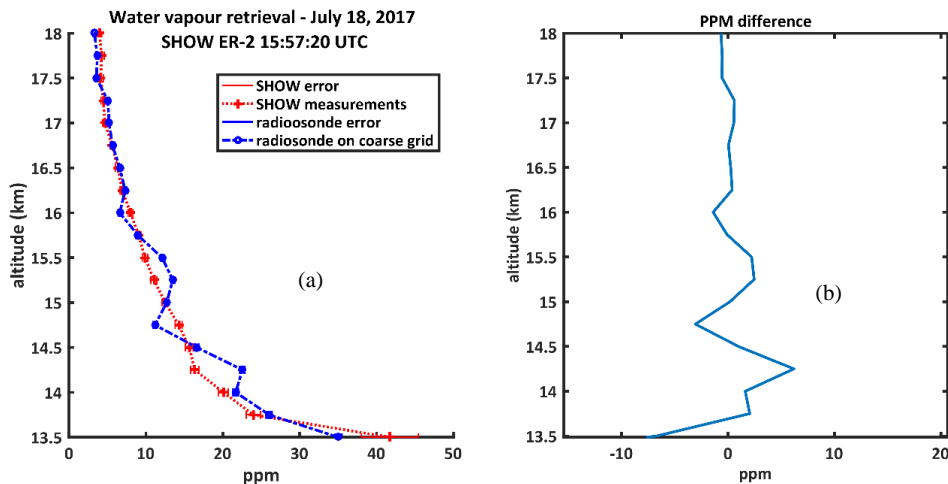 Water vapour retrieval - July 18, 2017
SHOW ER-2 15:57:20 UTC
18
17.5
17
16.5
16
15.5
15
14.5
14
13.5
altitude (km)
SHOW error
SHOW measurements
radioosonde error
radiosonde on coarse grid
(a)
0 10 20 30 40 50
ppm
PPM difference
18
17.5
17
16.5
16
15.5
15
14.5
14
13.5
altitude (km)
(b)
-10 0 10 20
ppm